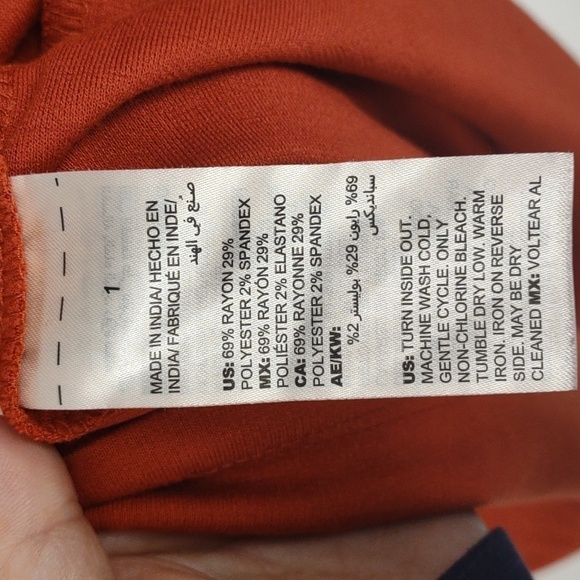 1
MADE IN INDIA/HECHO EN
INDIA/ FABRIQUÉ EN INDE/
صنع في الهند
US: 69% RAYON 29%
POLYESTER 2% SPANDEX
MX: 69% RAYÓN 29%
POLIÉSTER 2% ELASTANO
CA: 69% RAYONNE 29%
POLYESTER 2% SPANDEX
AE/KW:
69% رايون 29% بوليستر 2%
سباندیکس
US: TURN INSIDE OUT.
MACHINE WASH COLD,
GENTLE CYCLE. ONLY
NON-CHLORINE BLEACH.
TUMBLE DRY LOW. WARM
IRON. IRON ON REVERSE
SIDE. MAY BE DRY
CLEANED MX: VOLTEAR AL